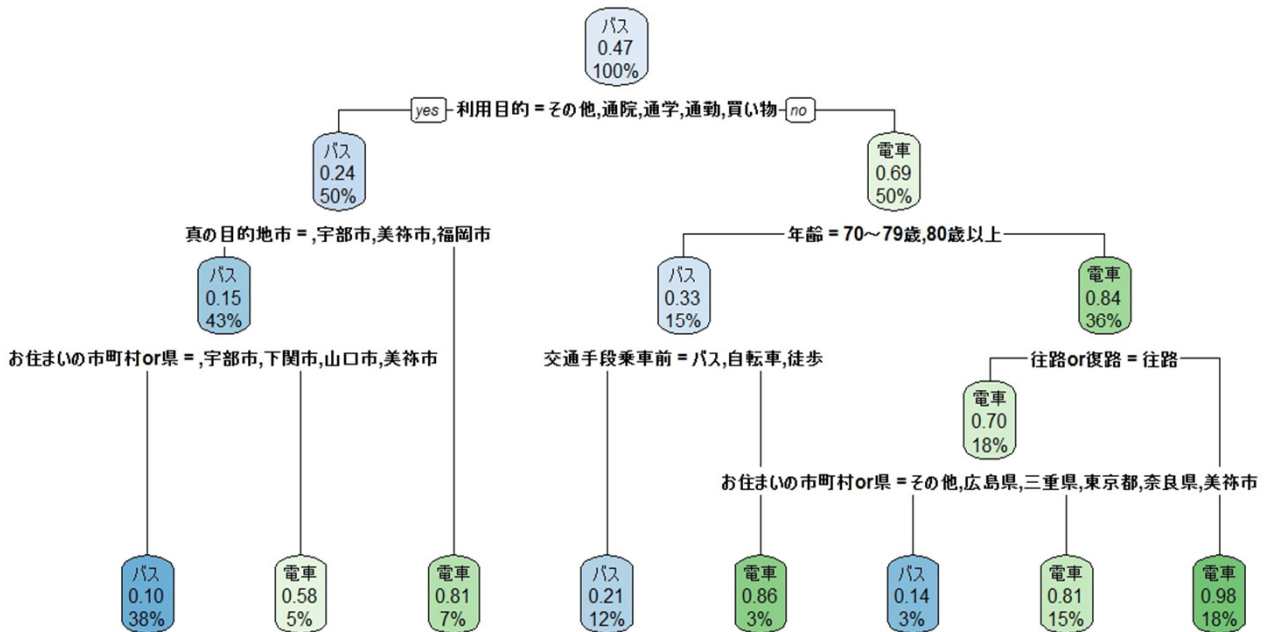 バス
0.47
100%
yes 利用目的 = その他,通院,通学,通勤,買い物 no
バス
0.24
50%
電車
0.69
50%
真の目的地市 = ,宇部市,美祢市,福岡市
年齢 = 70～79歳,80歳以上
バス
0.15
43%
バス
0.33
15%
電車
0.84
36%
お住まいの市町村or県 = ,宇部市,下関市,山口市,美祢市
交通手段乗車前 = バス,自転車,徒歩
往路or復路 = 往路
電車
0.70
18%
お住まいの市町村or県 = その他,広島県,三重県,東京都,奈良県,美祢市
バス
0.10
38%
電車
0.58
5%
電車
0.81
7%
バス
0.21
12%
電車
0.86
3%
バス
0.14
3%
電車
0.81
15%
電車
0.98
18%